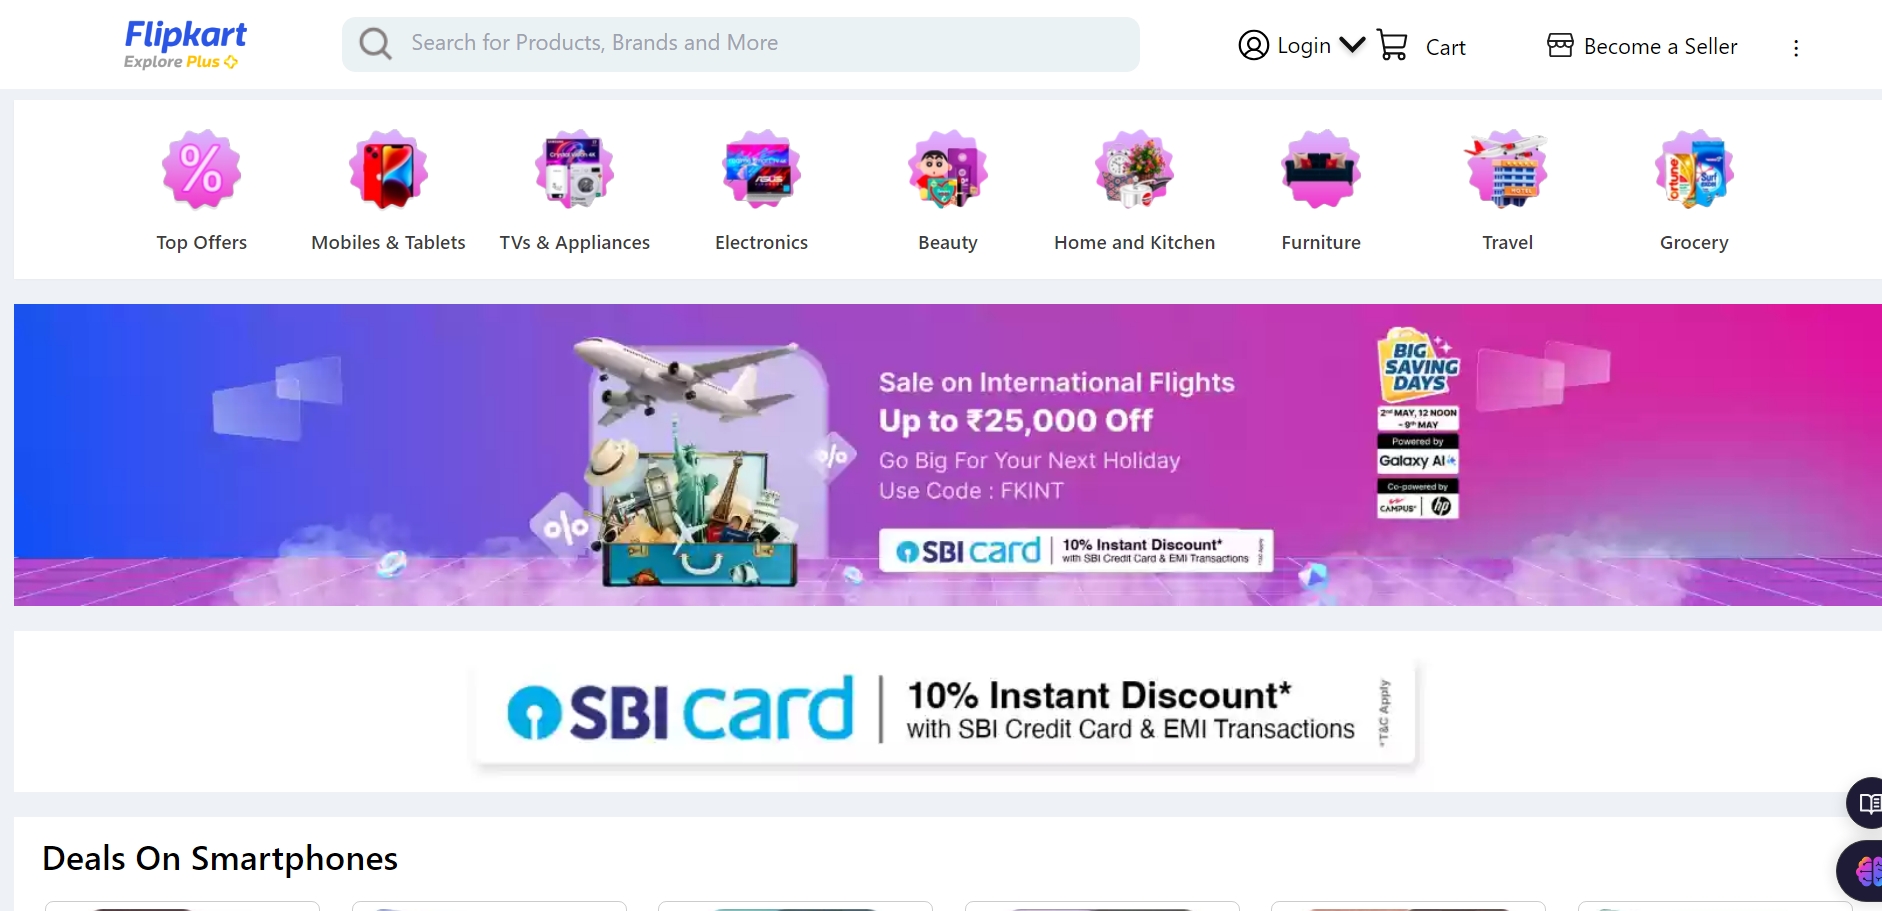 Flipkart
Explore Plus
Search for Products, Brands and More
Login
Cart
Become a Seller
Top Offers
Mobiles & Tablets
TVs & Appliances
Electronics
Beauty
Home and Kitchen
Furniture
Travel
Grocery
Sale on International Flights
Up to ₹25,000 Off
Go Big For Your Next Holiday
Use Code : FKINT
SBI card
10% Instant Discount*
with SBI Credit Card & EMI Transactions
BIG
SAVING
DAYS
2nd MAY, 12 NOON
- 9th MAY
Powered by
Galaxy AI
Co-powered by
CAMPUS
hp
SBI card
10% Instant Discount*
with SBI Credit Card & EMI Transactions
*T&C Apply
Deals On Smartphones